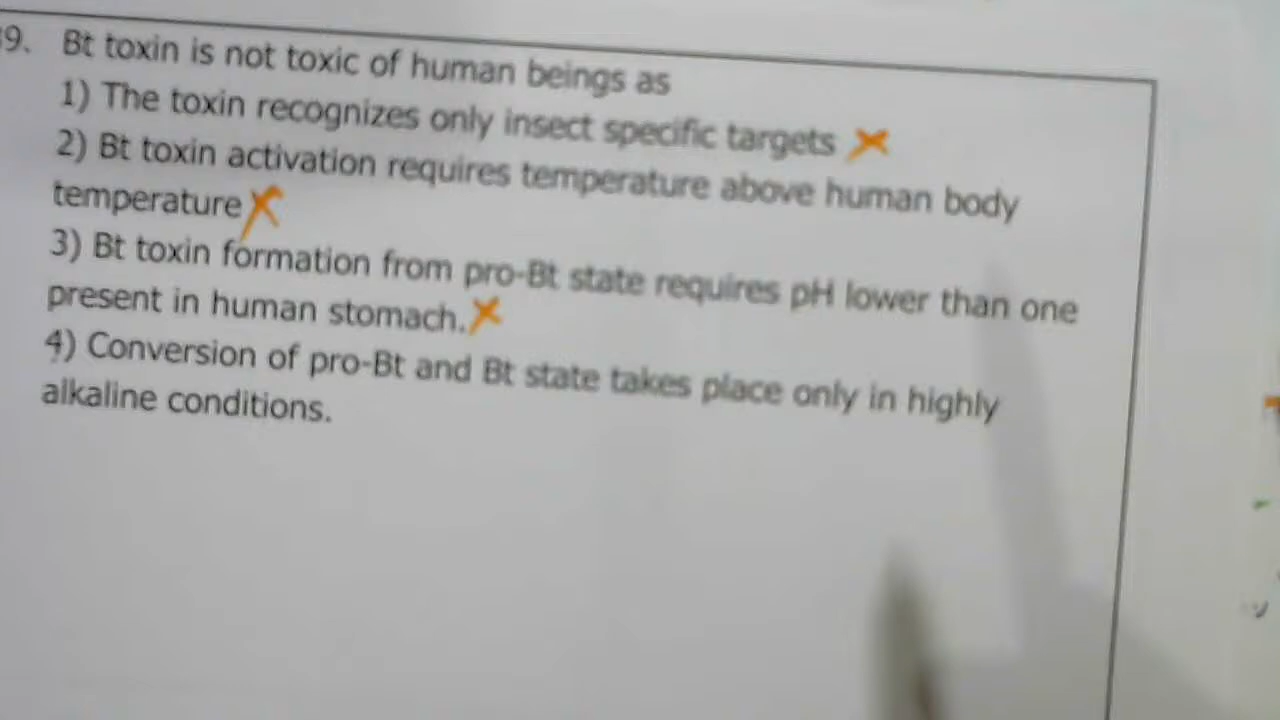 9. Bt toxin is not toxic of human beings as
1) The toxin recognizes only insect specific targets
2) Bt toxin activation requires temperature above human body
temperature
3) Bt toxin formation from pro-Bt state requires pH lower than one
present in human stomach.
4) Conversion of pro-Bt and Bt state takes place only in highly
alkaline conditions.